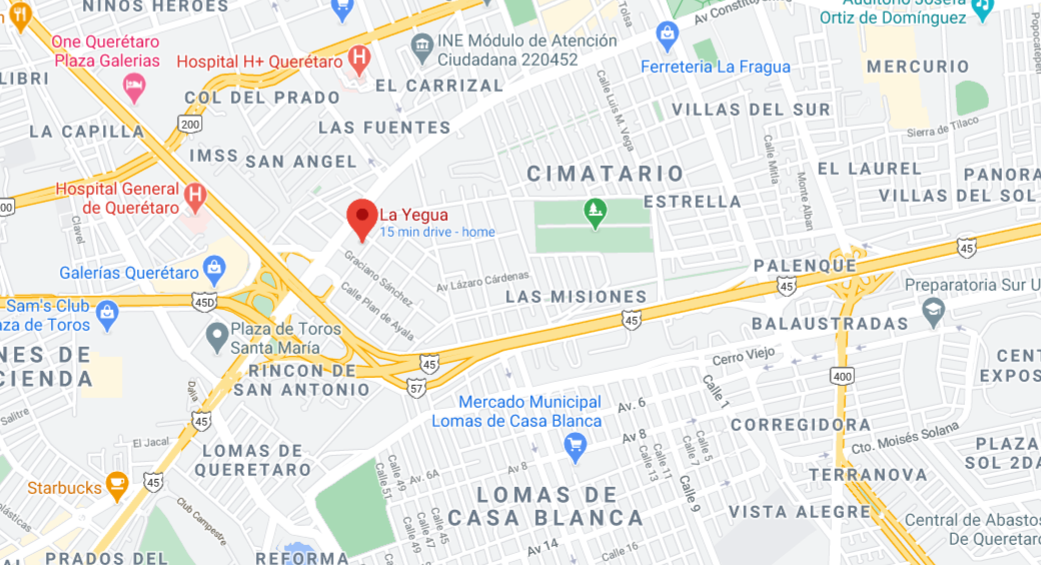 NIÑOS HÉROES
Av Constituyentes
Auditorio Josefa
Ortiz de Domínguez
One Querétaro
Plaza Galerias
Hospital H+ Querétaro
INE Módulo de Atención
Ciudadana 220452
Ferreteria La Fragua
MERCURIO
LIBRI
COL DEL PRADO
EL CARRIZAL
Calle Luis M. Vega
VILLAS DEL SUR
LA CAPILLA
200
LAS FUENTES
Sierra de Tilaco
IMSS
SAN ANGEL
CIMATARIO
Calle Mitla
Monte Alban
EL LAUREL
PANORA
VILLAS DEL SOL
Hospital General
de Querétaro
00
Clavel
La Yegua
15 min drive - home
ESTRELLA
45
Galerías Querétaro
Graciano Sánchez
Av Lázaro Cárdenas
PALENQUE
45
Calle Plan de Ayala
LAS MISIONES
Preparatoria Sur U
Sam's Club
aza de Toros
45D
45
BALAUSTRADAS
Plaza de Toros
Santa María
Cerro Viejo
NES DE
CIENDA
45
57
RINCON DE
SAN ANTONIO
400
CENT
EXPOS
Dalia
Calle 1
Mercado Municipal
Lomas de Casa Blanca
Av. 6
Salitre
45
CORREGIDORA
El Jacal
Av 8
Calle 5
Calle 7
Calle 11
Calle 13
Cto. Moisés Solana
LOMAS DE
QUERETARO
Av 8
Av. 6A
Calle 49
Calle 51
PLAZA
SOL 2DA
TERRANOVA
Starbucks
45
Calle 9
LOMAS DE
CASA BLANCA
Calle 45
Calle 47
Calle 49
Club Campestre
VISTA ALEGRE
Central de Abastos
De Queretaro
PRADOS DEL
REFORMA
Av 14
Calle 16